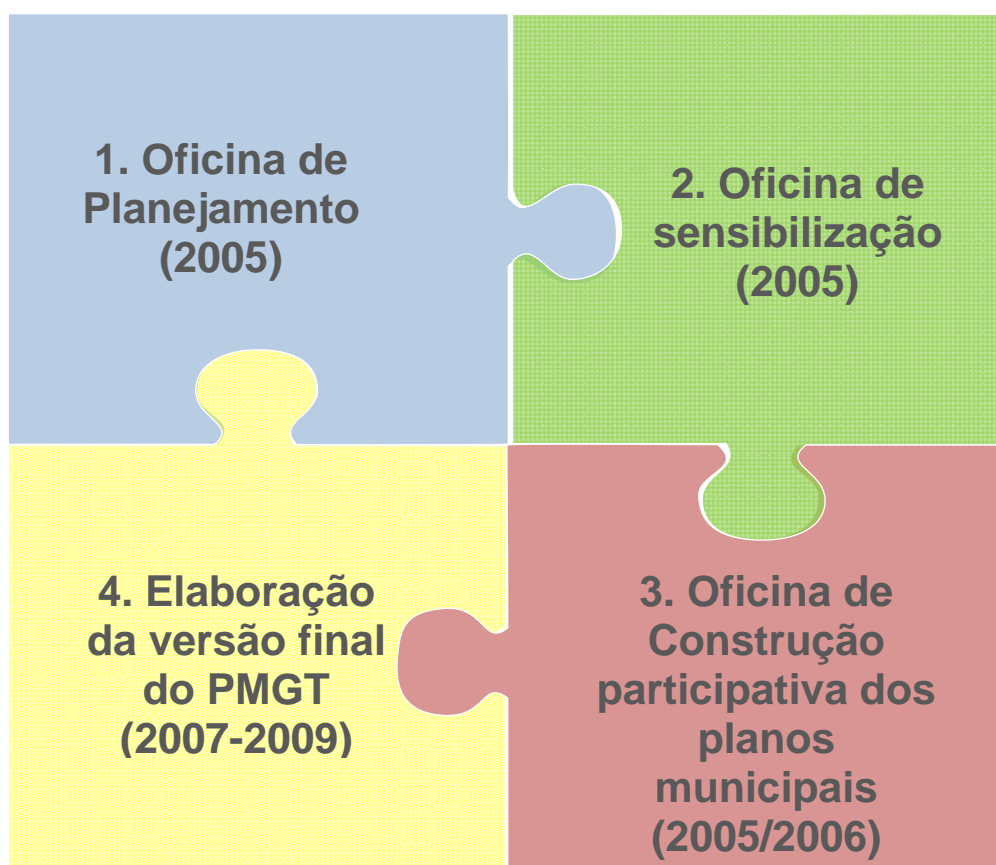 1. Oficina de
Planejamento
(2005)
2. Oficina de
sensibilização
(2005)
3. Oficina de
Construção
participativa dos
planos
municipais
(2005/2006)
4. Elaboração
da versão final
do PMGT
(2007-2009)